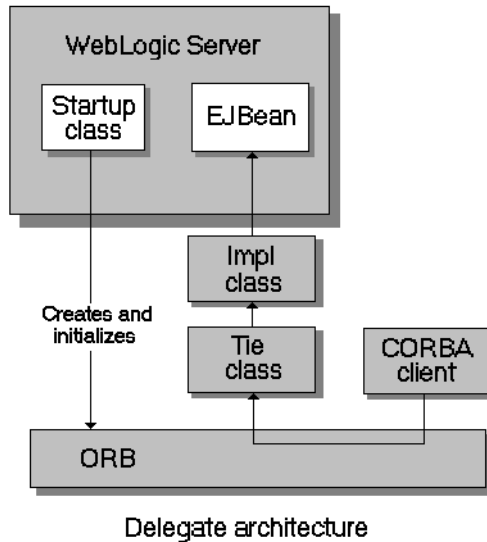 WebLogic Server
Startup
class
EJBean
Impl
class
Creates and
initializes
Tie
class
CORBA
client
ORB
Delegate architecture